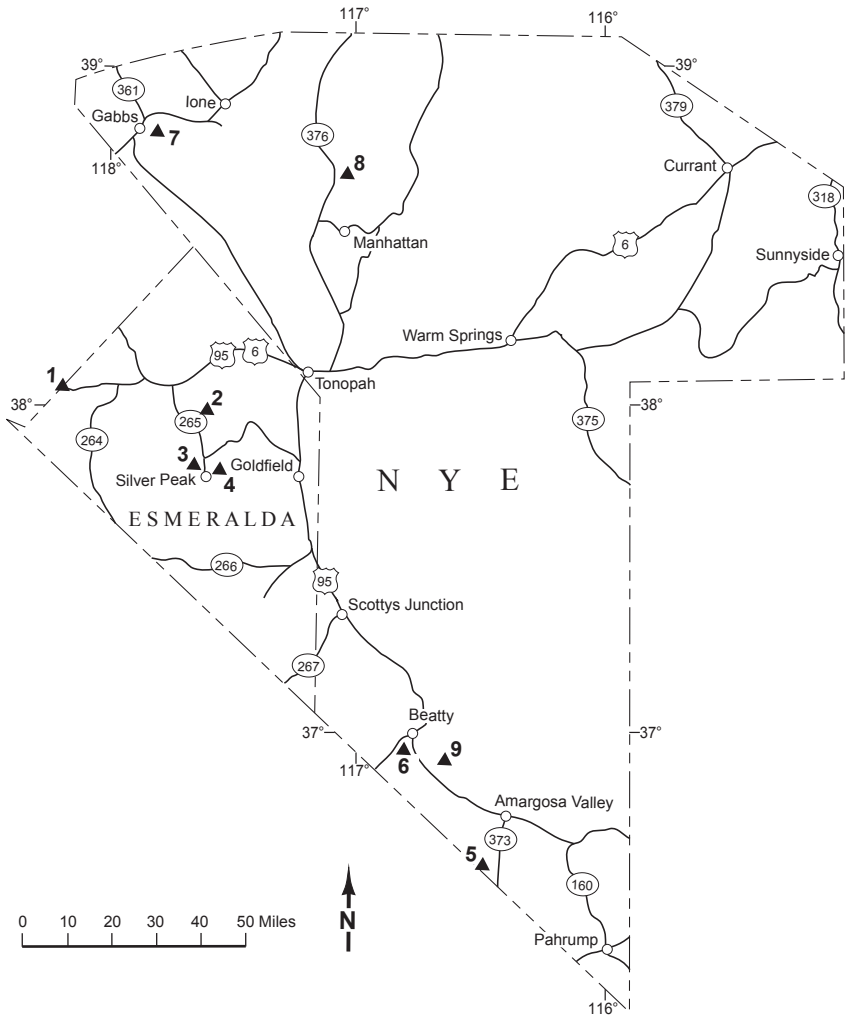 117°
116°
39°
39°
361
Ione
379
Gabbs
7
376
118°
8
Currant
318
Manhattan
6
Sunnyside
Warm Springs
95
6
1
Tonopah
38°
2
38°
265
375
264
3
Goldfield
Silver Peak
4
N Y E
ESMERALDA
266
95
Scottys Junction
267
Beatty
37°
37°
9
117°
6
Amargosa Valley
373
5
160
N
0 10 20 30 40 50 Miles
Pahrump
116°